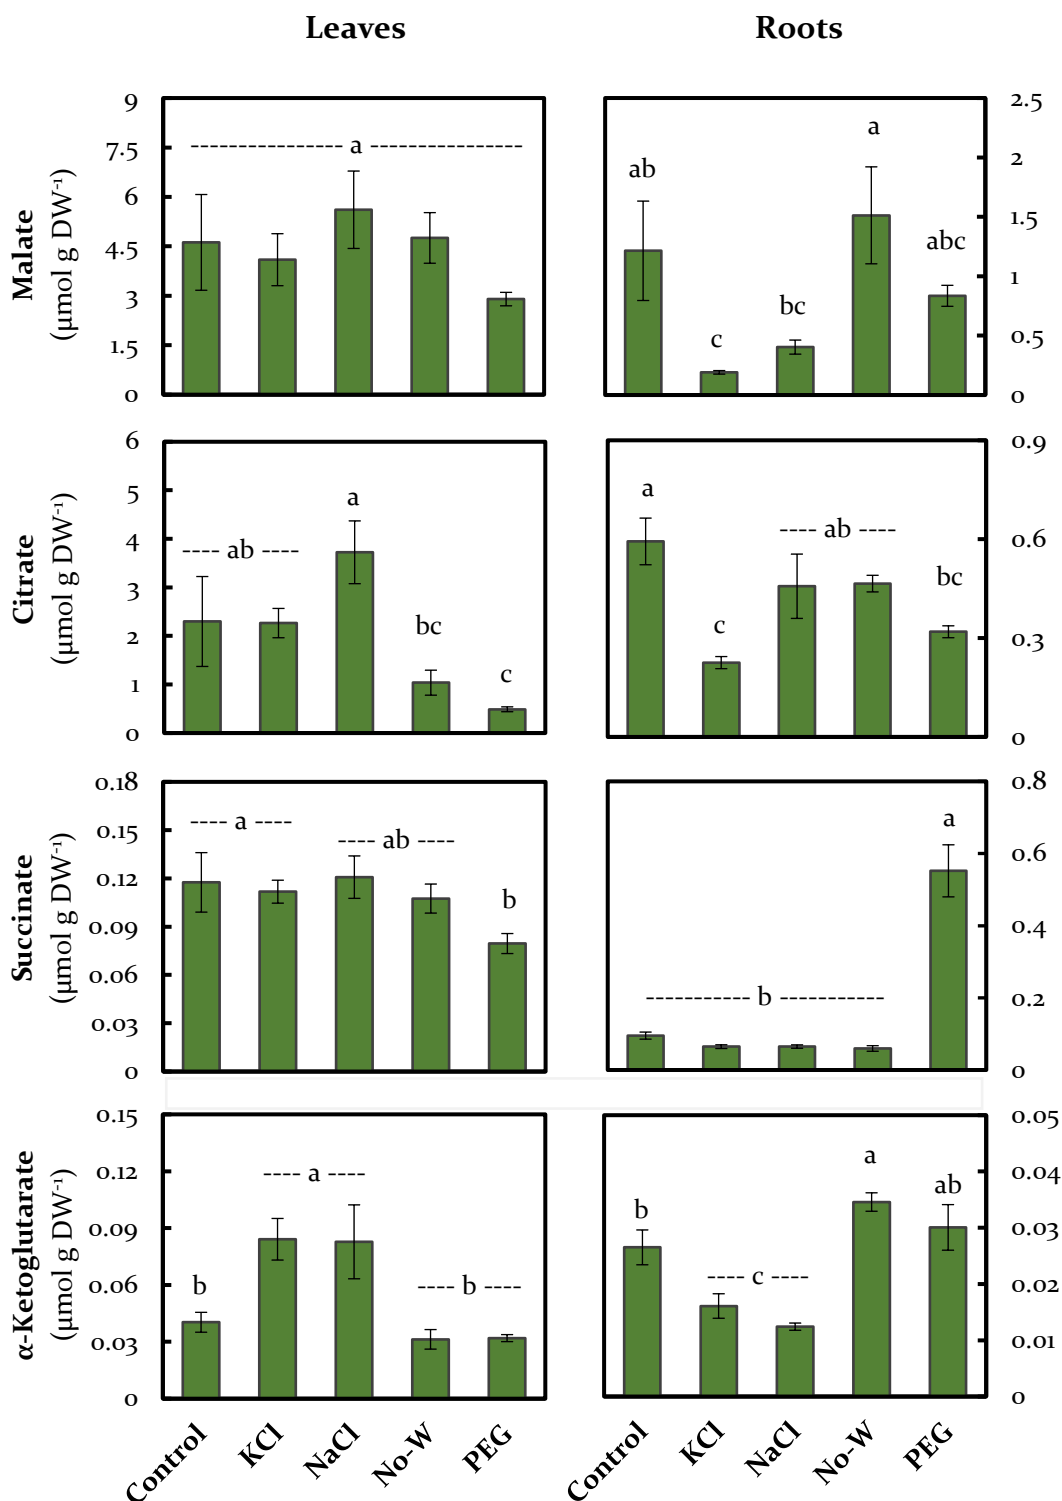 Leaves Roots
Malate
(µmol g DW⁻¹)
9
7.5
6
4.5
3
1.5
0
a
ab
c
bc
a
abc
2.5
2
1.5
1
0.5
0
Citrate
(µmol g DW⁻¹)
6
5
4
3
2
1
0
ab
a
bc
c
a
c
ab
bc
0.9
0.6
0.3
0
Succinate
(µmol g DW⁻¹)
0.18
0.15
0.12
0.09
0.06
0.03
0
a
ab
b
b
a
0.8
0.6
0.4
0.2
0
α-Ketoglutarate
(µmol g DW⁻¹)
0.15
0.12
0.09
0.06
0.03
0
b
a
b
b
c
a
ab
0.05
0.04
0.03
0.02
0.01
0
Control KCl NaCl No-W PEG Control KCl NaCl No-W PEG